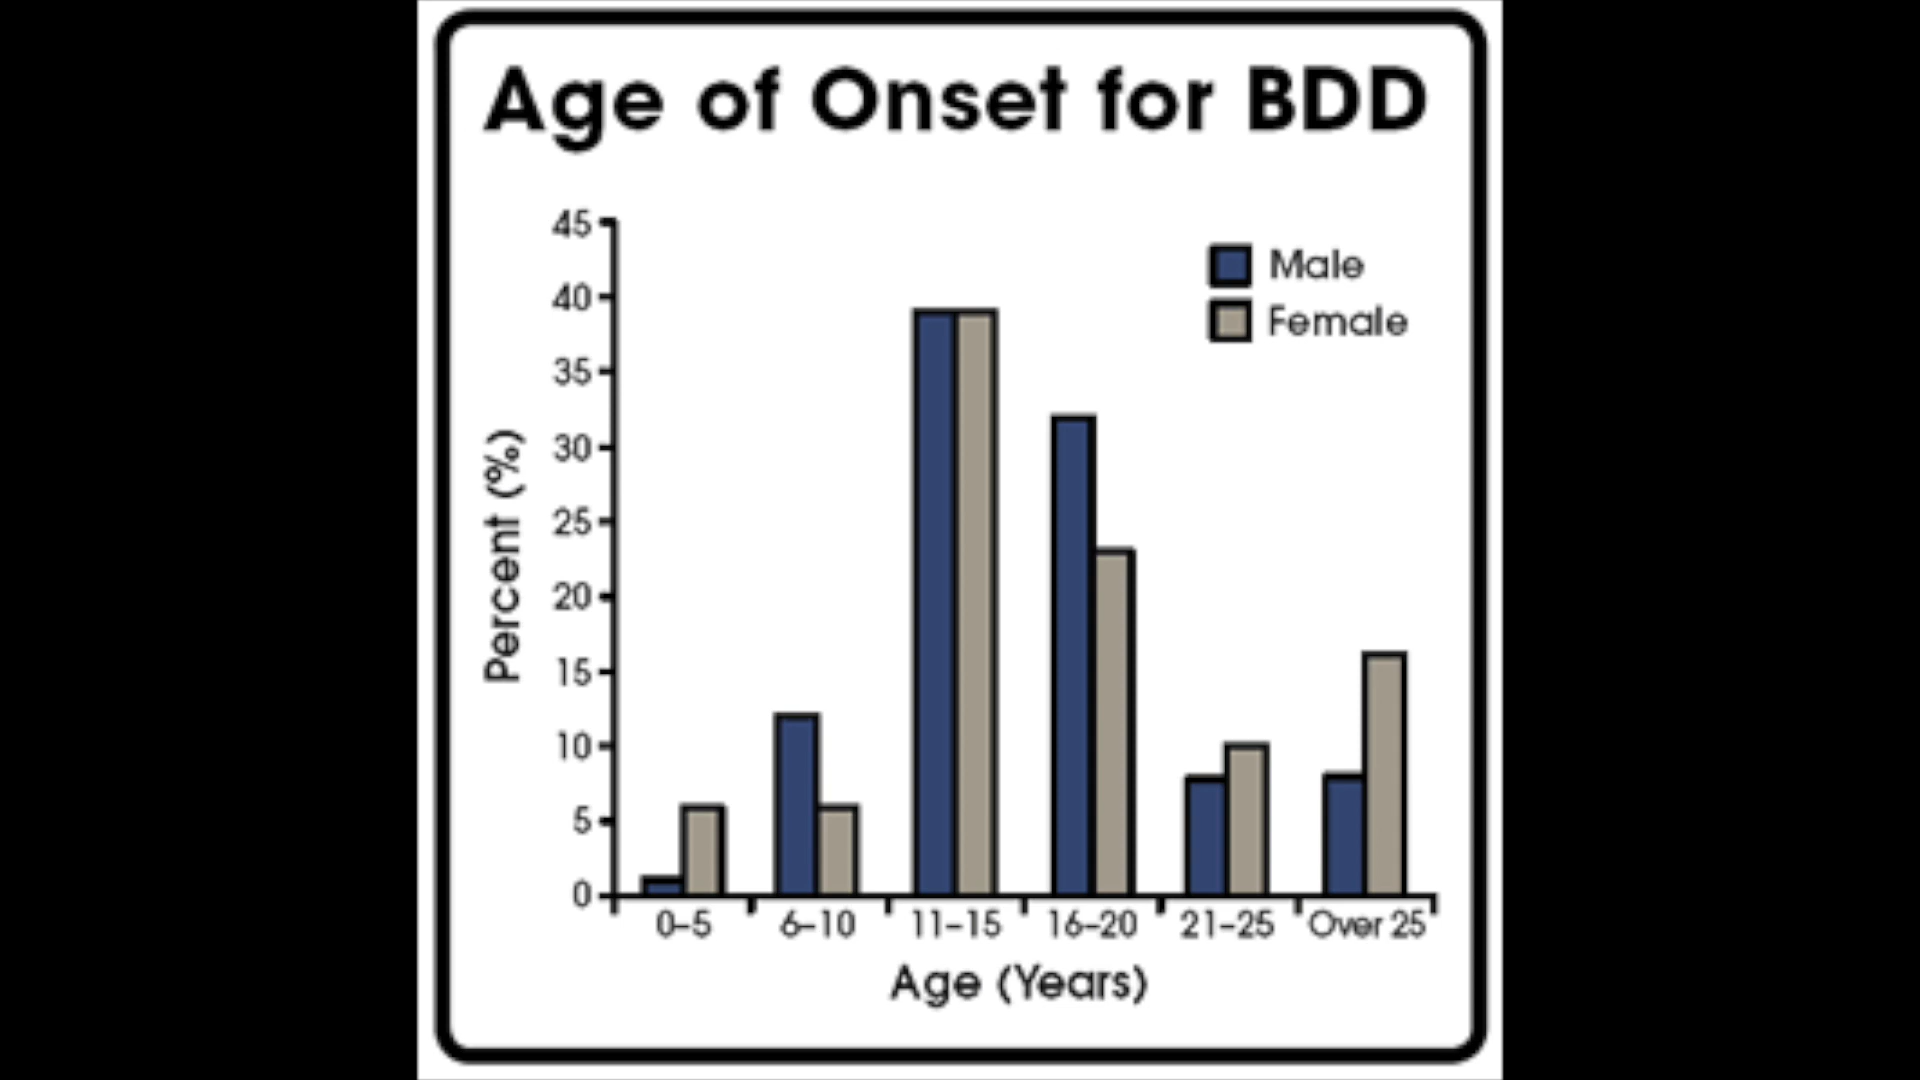 Age of Onset for BDD
45
40
35
30
25
20
15
10
5
0
Percent (%)
Male
Female
0–5
6–10
11–15
16–20
21–25
Over 25
Age (Years)